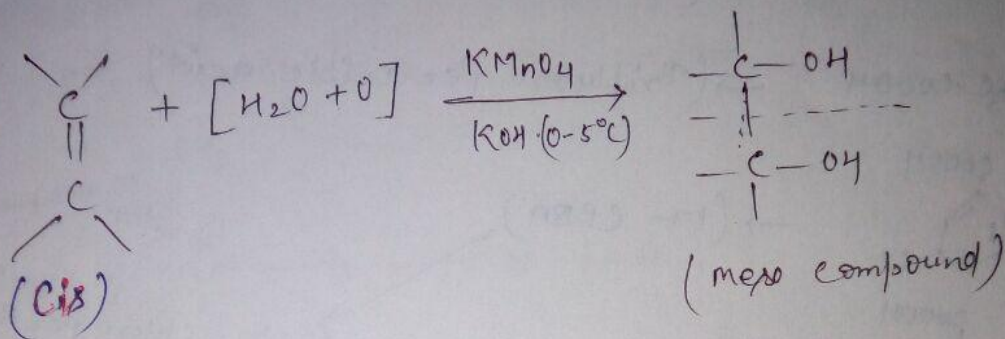 C + [H2O + O] KMnO4 — C — OH
KOH·(0-5°C)
C — C — OH
(Cis) (meso compound)